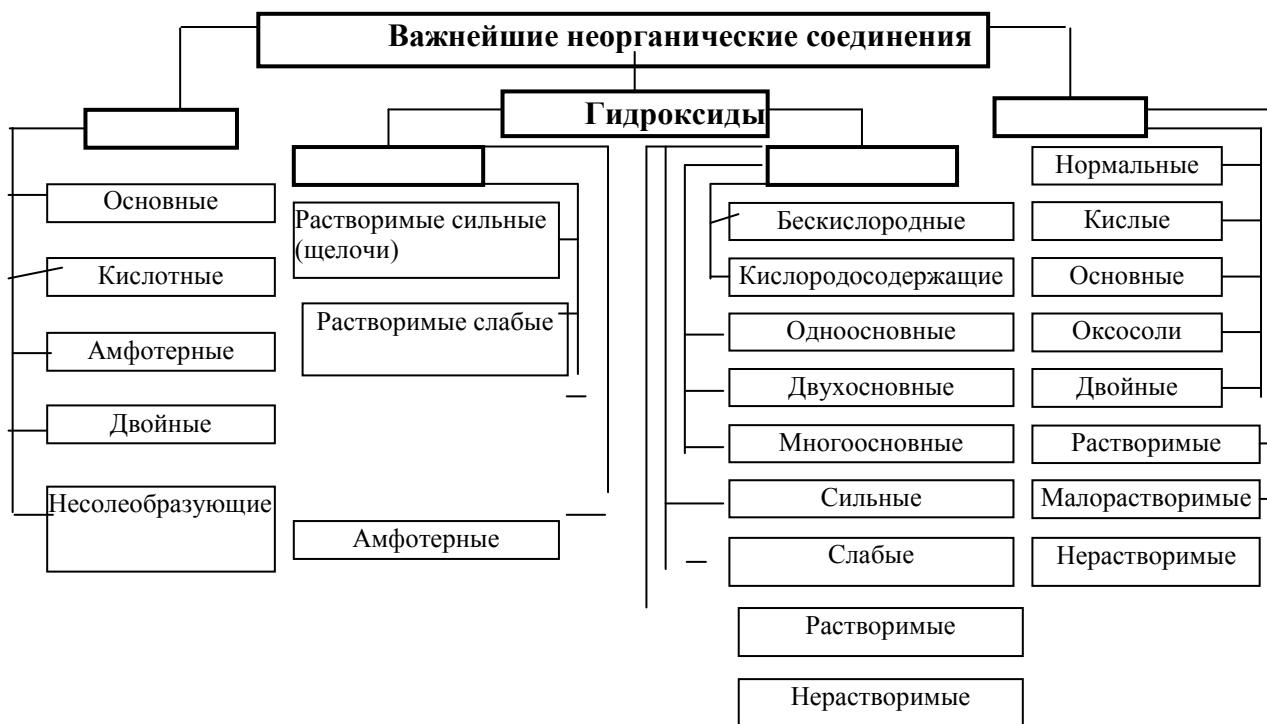 Важнейшие неорганические соединения
Гидроксиды
Основные
Кислотные
Амфотерные
Двойные
Несолеобразующие
Растворимые сильные
(щелочи)
Растворимые слабые
Амфотерные
Бескислородные
Кислородосодержащие
Одноосновные
Двухосновные
Многоосновные
Сильные
Слабые
Растворимые
Нерастворимые
Нормальные
Кислые
Основные
Оксосоли
Двойные
Растворимые
Малорастворимые
Нерастворимые